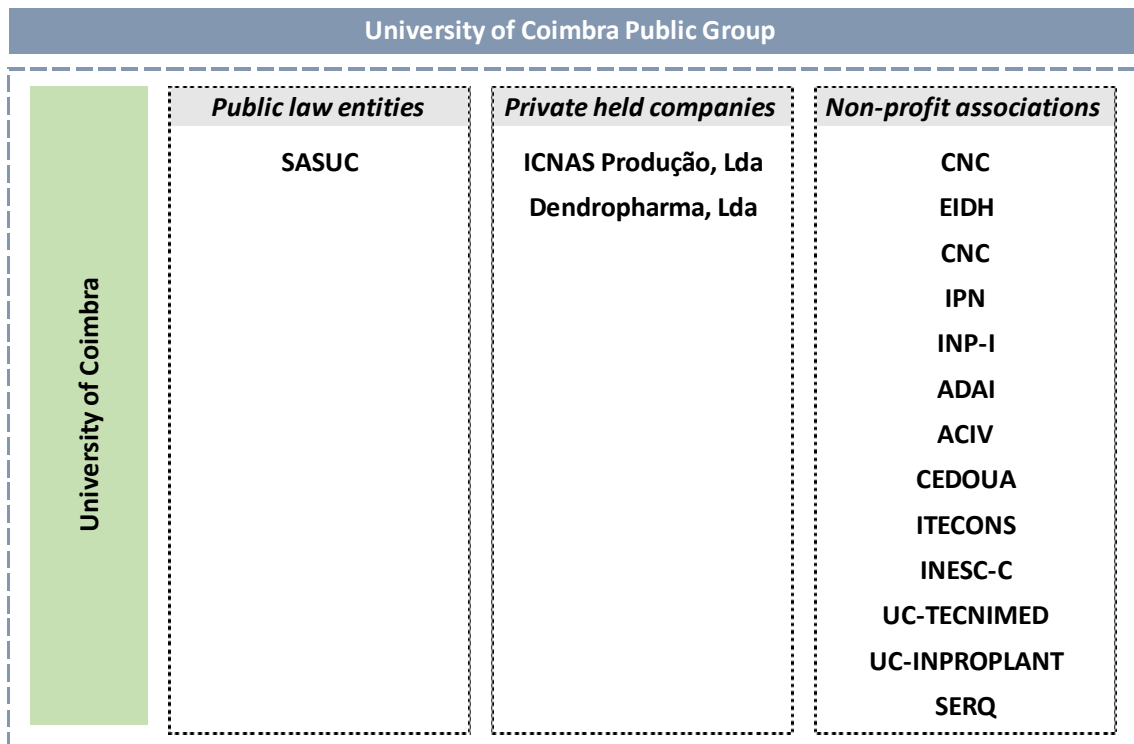 University of Coimbra Public Group
University of Coimbra
Public law entities
SASUC
Private held companies
ICNAS Produção, Lda
Dendropharma, Lda
Non-profit associations
CNC
EIDH
CNC
IPN
INP-I
ADAI
ACIV
CEDOUA
ITECONS
INESC-C
UC-TECNIMED
UC-INPROPLANT
SERQ